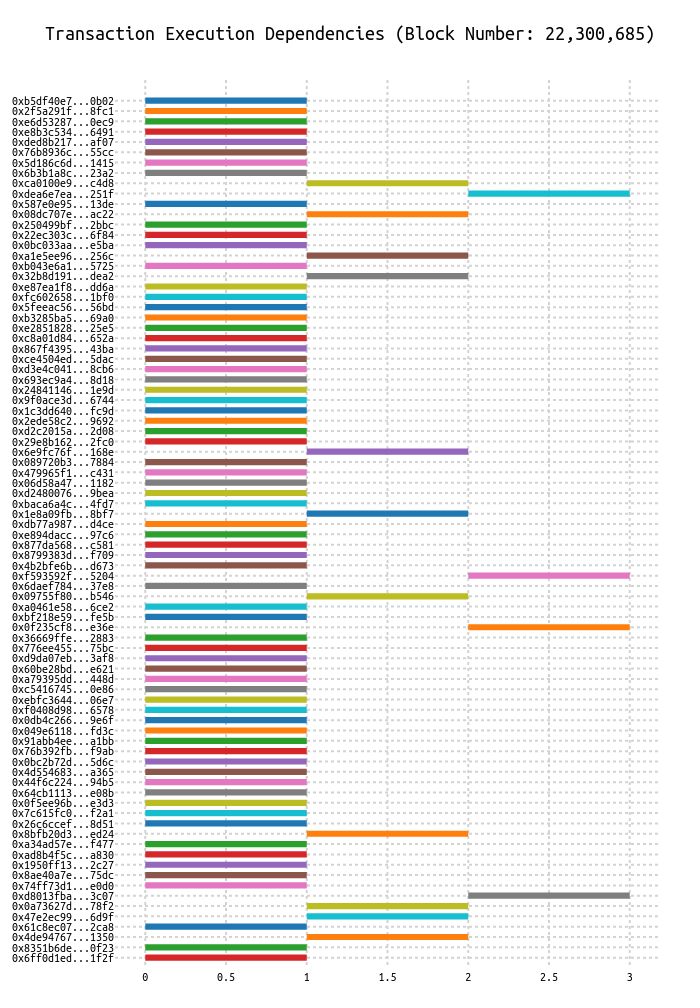 Transaction Execution Dependencies (Block Number: 22,300,685)
0xb5df40e7...0b02
0x2f5a291f...8fc1
0xe6d53287...0ec9
0xe8b3c534...6491
0xded8b217...af07
0x76b8936c...55cc
0x5d186c6d...1415
0x6b3b1a8c...23a2
0xca0100e9...c4d8
0xdea6e7ea...251f
0x587e0e95...13de
0x08dc707e...ac22
0x250499bf...2bbc
0x22ec303c...6f84
0x0bc033aa...e5ba
0xa1e5ee96...256c
0xb043e6a1...5725
0x32b8d191...dea2
0xe87ea1f8...dd6a
0xfc602658...1bf0
0x5feeac56...56bd
0xb3285ba5...69a0
0xe2851828...25e5
0xc8a01d84...652a
0x867f4395...43ba
0xce4504ed...5dac
0xd3e4c041...8cb6
0x693ec9a4...8d18
0x24841146...1e9d
0x9f0ace3d...6744
0x1c3dd640...fc9d
0x2ede58c2...9692
0xd2c2015a...2d08
0x29e8b162...2fc0
0x6e9fc76f...168e
0x089720b3...7884
0x479965f1...c431
0x06d58a47...1182
0xd2480076...9bea
0xbaca6a4c...4fd7
0x1e8a09fb...8bf7
0xdb77a987...d4ce
0xe894dacc...97c6
0x877da568...c581
0x8799383d...f709
0x4b2bfe6b...d673
0xf593592f...5204
0x6daef784...37e8
0x09755f80...b546
0xa0461e58...6ce2
0xbf218e59...fe5b
0x0f235cf8...e36e
0x36669ffe...2883
0x776ee455...75bc
0xd9da07eb...3af8
0x60be28bd...e621
0xa79395dd...448d
0xc5416745...0e86
0xebfc3644...06e7
0xf0408d98...6578
0x0db4c266...9e6f
0x049e6118...fd3c
0x91abb4ee...a1bb
0x76b392fb...f9ab
0x0bc2b72d...5d6c
0x4d554683...a365
0x44f6c224...94b5
0x64cb1113...e08b
0x0f5ee96b...e3d3
0x7c615fc0...f2a1
0x26c6ccef...8d51
0x8bfb20d3...ed24
0xa34ad57e...f477
0xad8b4f5c...a830
0x1950ff13...2c27
0x8ae40a7e...75dc
0x74ff73d1...e0d0
0xd8013fba...3c07
0x0a73627d...78f2
0x47e2ec99...6d9f
0x61c8ec07...2ca8
0x4de94767...1350
0x8351b6de...0f23
0x6ff0d1ed...1f2f
0 0.5 1 1.5 2 2.5 3